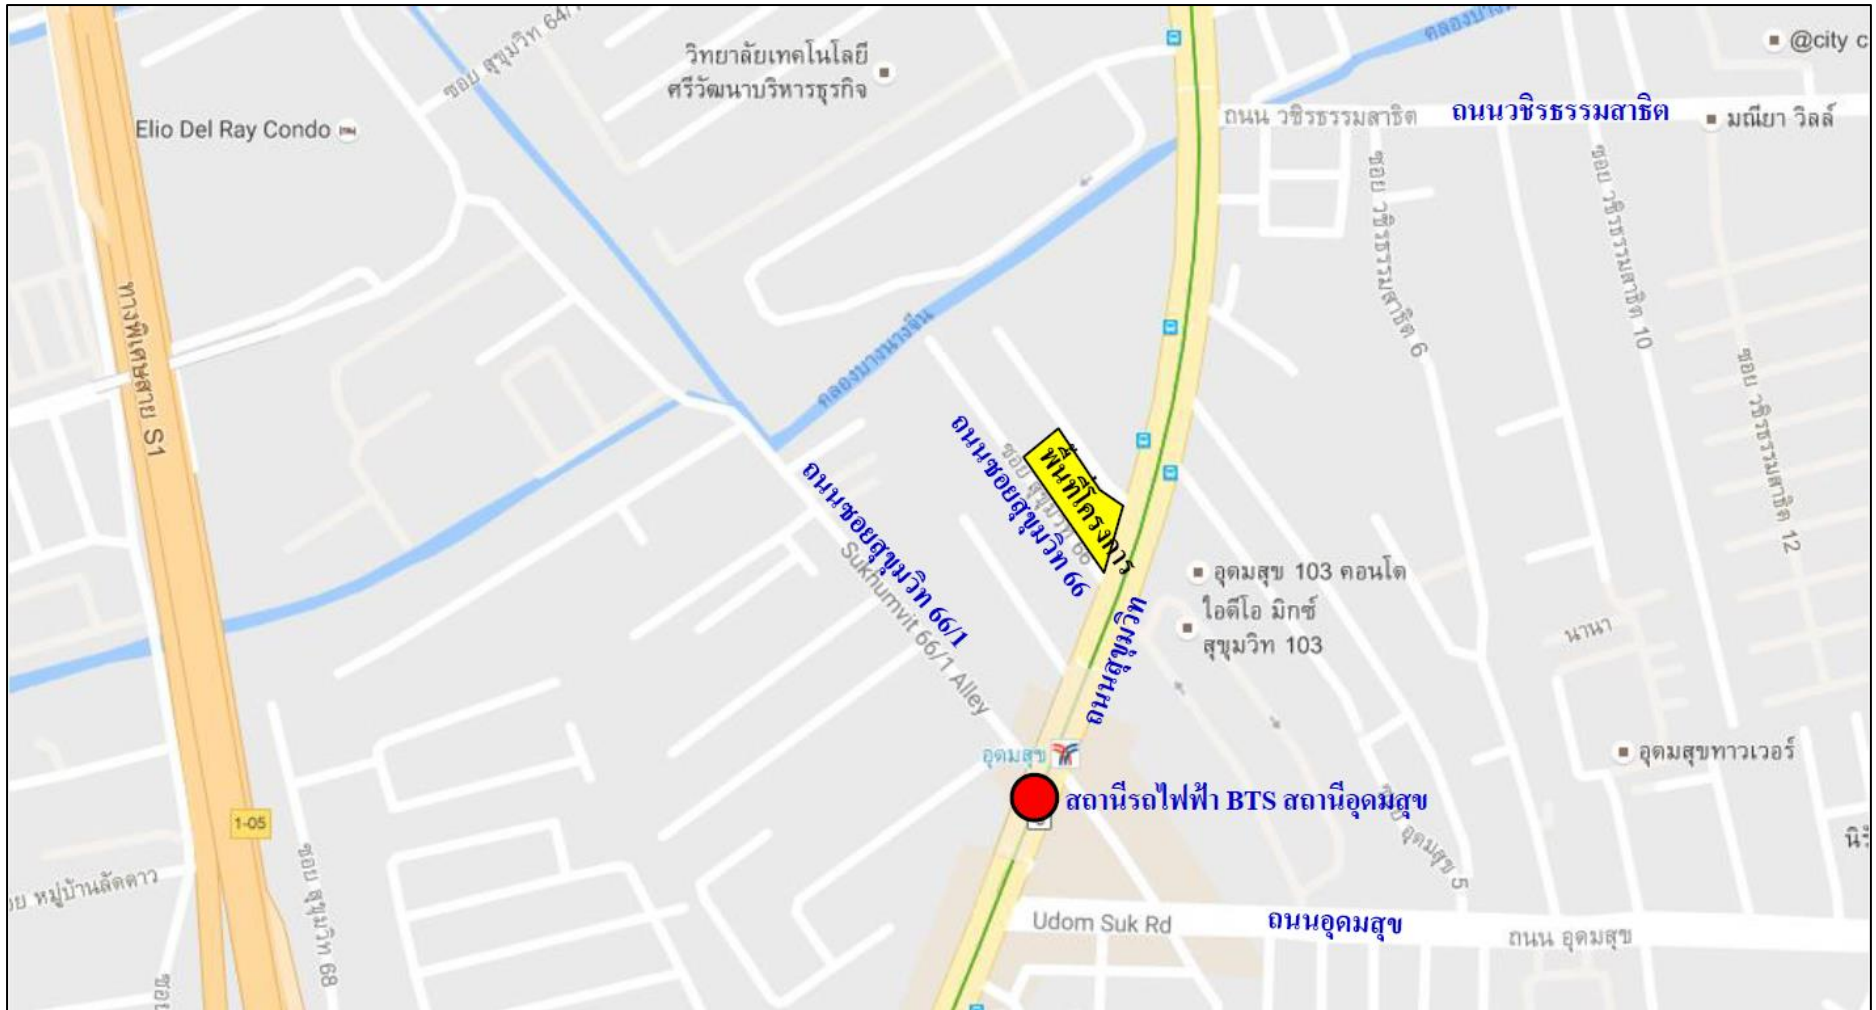 ซอย สุขุมวิท 64/1
วิทยาลัยเทคโนโลยี
ศรีวัฒนาบริหารธุรกิจ
@city c
Elio Del Ray Condo
ถนน วชิรธรรมสาธิต
ถนนวชิรธรรมสาธิต
มณียา วิลล์
ซอย วชิรธรรมสาธิต 6
ซอย วชิรธรรมสาธิต 10
ซอย วชิรธรรมสาธิต 12
ทางพิเศษสาย S1
คลองบางนางจีน
ถนนซอยสุขุมวิท 66
ซอย สุขุมวิท 66
พื้นที่โครงการ
ถนนซอยสุขุมวิท 66/1
Sukhumvit 66/1 Alley
อุดมสุข 103 คอนโด
ไอดีโอ มิกซ์
สุขุมวิท 103
นานา
ถนนสุขุมวิท
อุดมสุข
อุดมสุขทาวเวอร์
สถานีรถไฟฟ้า BTS สถานีอุดมสุข
1-05
ซอย อุดมสุข 5
หมู่บ้านลัดดาว
ซอย สุขุมวิท 68
Udom Suk Rd
ถนนอุดมสุข
ถนน อุดมสุข